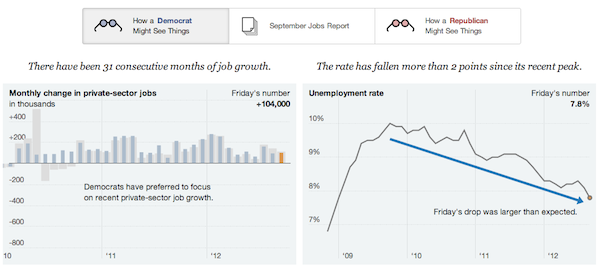 How a Democrat
Might See Things
September Jobs Report
How a Republican
Might See Things
There have been 31 consecutive months of job growth.
The rate has fallen more than 2 points since its recent peak.
Monthly change in private-sector jobs
in thousands
Friday's number
+104,000
+400
+200
0
-200
-400
-600
-800
Democrats have preferred to focus
on recent private-sector job growth.
'10
'11
'12
Unemployment rate
Friday's number
7.8%
10%
9%
8%
7%
Friday's drop was larger than expected.
'09
'10
'11
'12